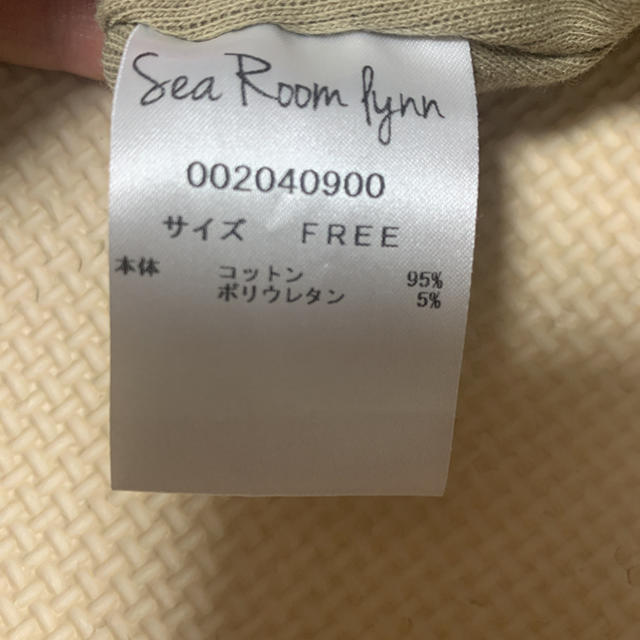 Sea Room lynn
002040900
サイズ FREE
本体 コットン 95%
ポリウレタン 5%